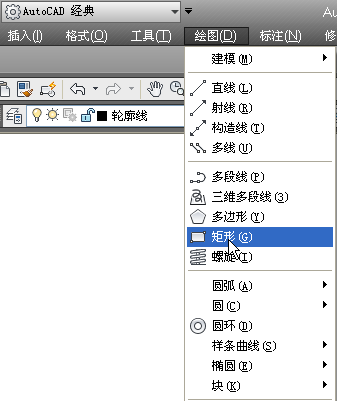 AutoCAD 经典
Au
插入(I) 格式(O) 工具(T) 绘图(D) 标注(N) 修
建模(M)
直线(L)
射线(R)
构造线(T)
轮廓线
多线(U)
多段线(P)
三维多段线(3)
多边形(Y)
矩形(G)
螺旋(I)
圆弧(A)
圆(C)
圆环(D)
样条曲线(S)
椭圆(E)
块(K)